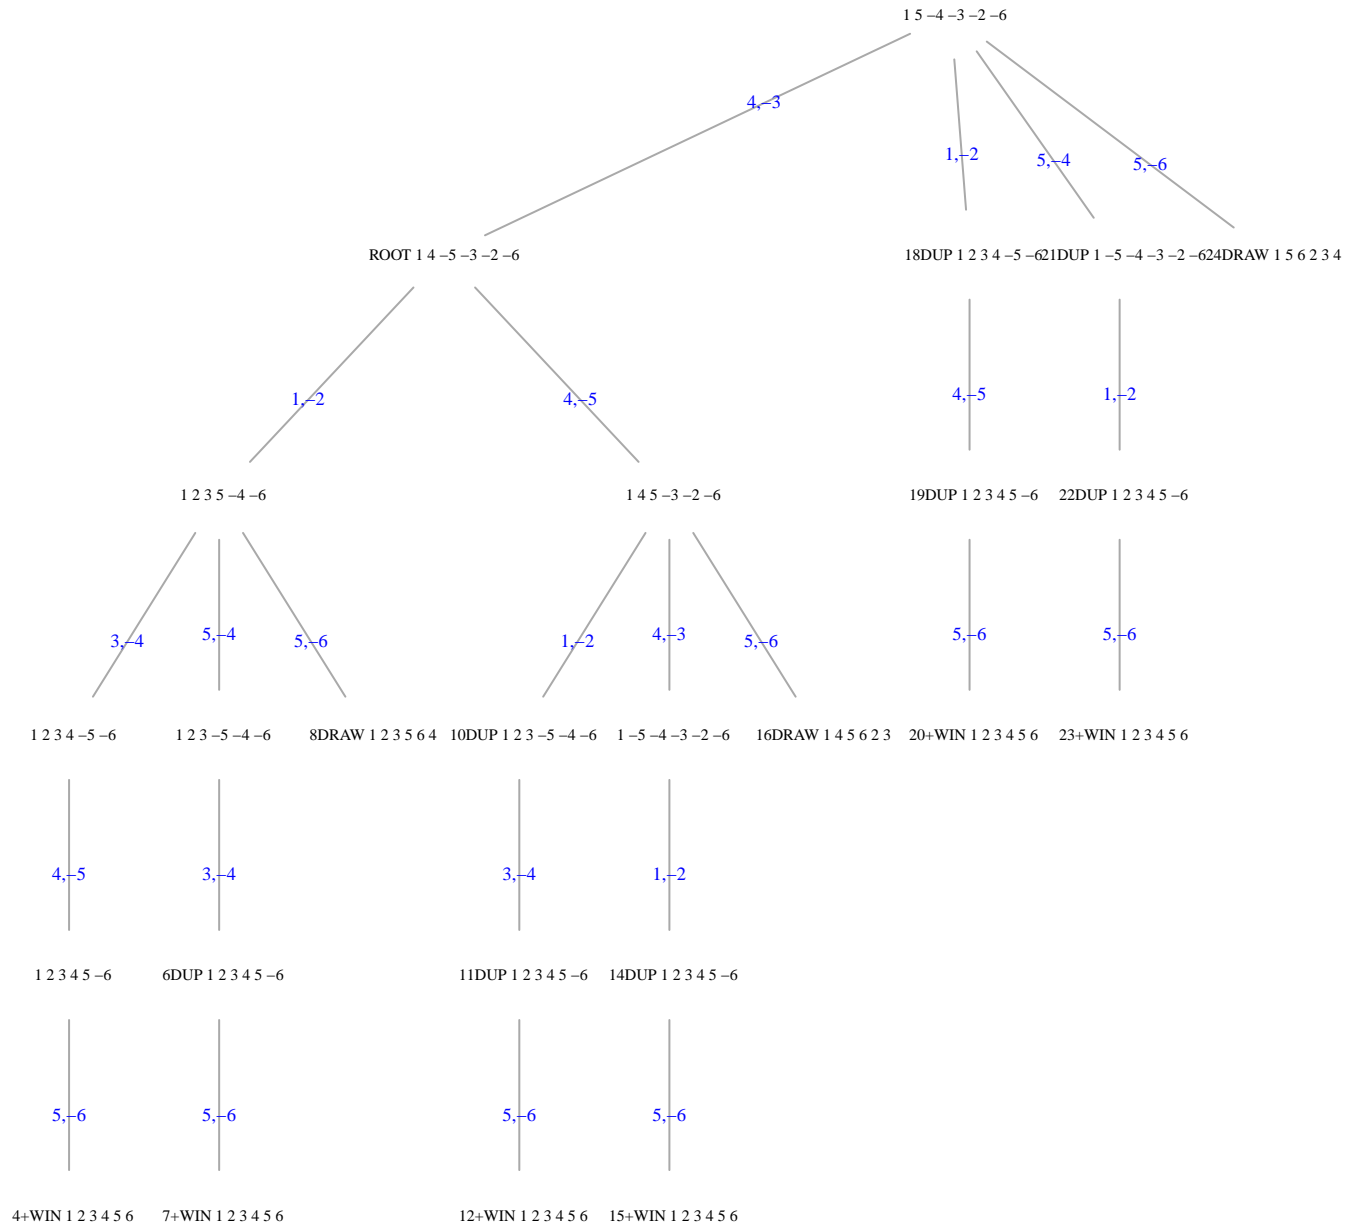 1 5 −4 −3 −2 −6
4,−3
1,−2
5,−4
5,−6
ROOT 1 4 −5 −3 −2 −6
18DUP 1 2 3 4 −5 −6
21DUP 1 −5 −4 −3 −2 −6
24DRAW 1 5 6 2 3 4
1,−2
4,−5
4,−5
1,−2
1 2 3 5 −4 −6
1 4 5 −3 −2 −6
19DUP 1 2 3 4 5 −6
22DUP 1 2 3 4 5 −6
3,−4
5,−4
5,−6
1,−2
4,−3
5,−6
5,−6
5,−6
1 2 3 4 −5 −6
1 2 3 −5 −4 −6
8DRAW 1 2 3 5 6 4
10DUP 1 2 3 −5 −4 −6
1 −5 −4 −3 −2 −6
16DRAW 1 4 5 6 2 3
20+WIN 1 2 3 4 5 6
23+WIN 1 2 3 4 5 6
4,−5
3,−4
3,−4
1,−2
1 2 3 4 5 −6
6DUP 1 2 3 4 5 −6
11DUP 1 2 3 4 5 −6
14DUP 1 2 3 4 5 −6
5,−6
5,−6
5,−6
5,−6
4+WIN 1 2 3 4 5 6
7+WIN 1 2 3 4 5 6
12+WIN 1 2 3 4 5 6
15+WIN 1 2 3 4 5 6